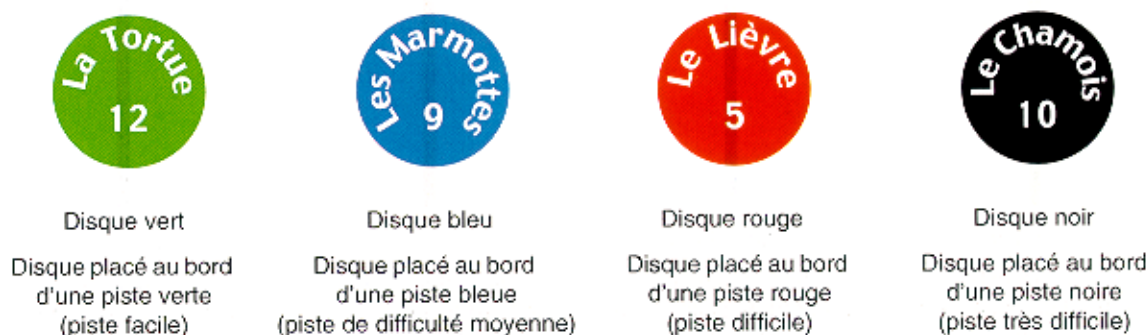 La Tortue
12
Disque vert
Disque placé au bord
d'une piste verte
(piste facile)
Les Marmottes
9
Disque bleu
Disque placé au bord
d'une piste bleue
(piste de difficulté moyenne)
Le Lièvre
5
Disque rouge
Disque placé au bord
d'une piste rouge
(piste difficile)
Le Chamois
10
Disque noir
Disque placé au bord
d'une piste noire
(piste très difficile)